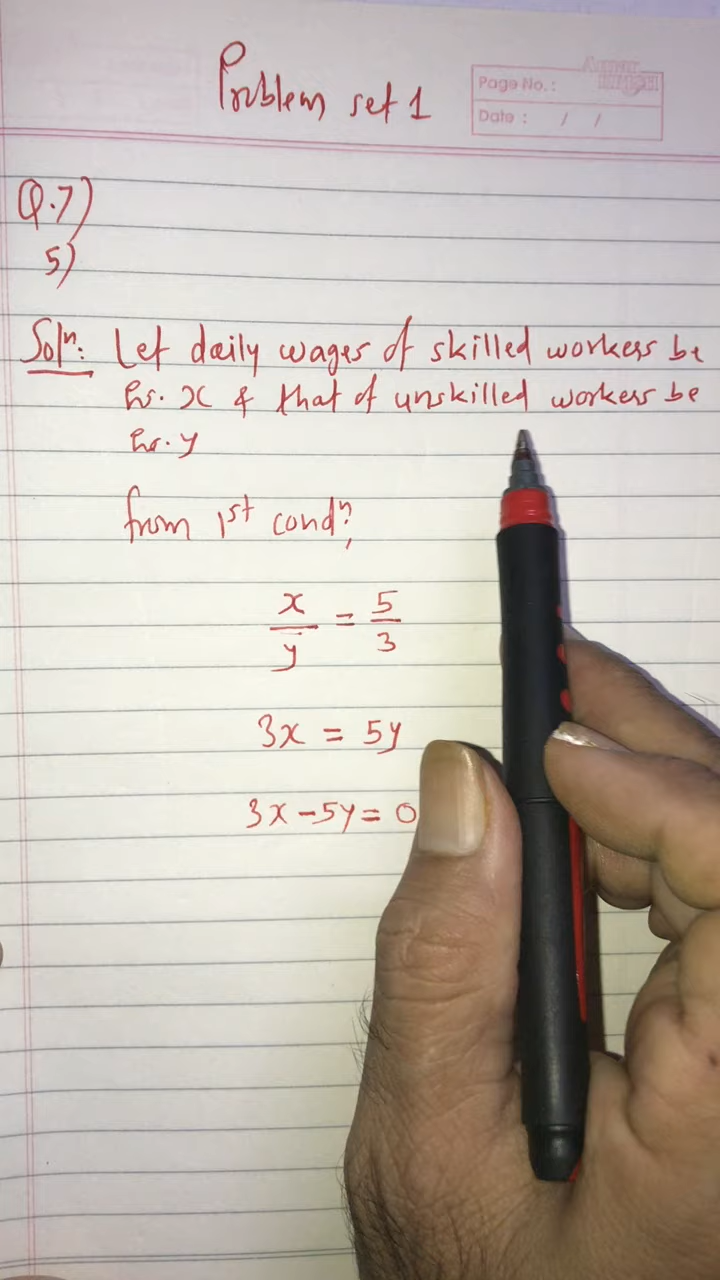 Problem set 1
Page No. :
Date : / /
Q.7)
5)
Solⁿ: Let daily wages of skilled workers be
Rs. x & that of unskilled workers be
Rs. y
from 1st condⁿ,
x/y = 5/3
3x = 5y
3x-5y= 0